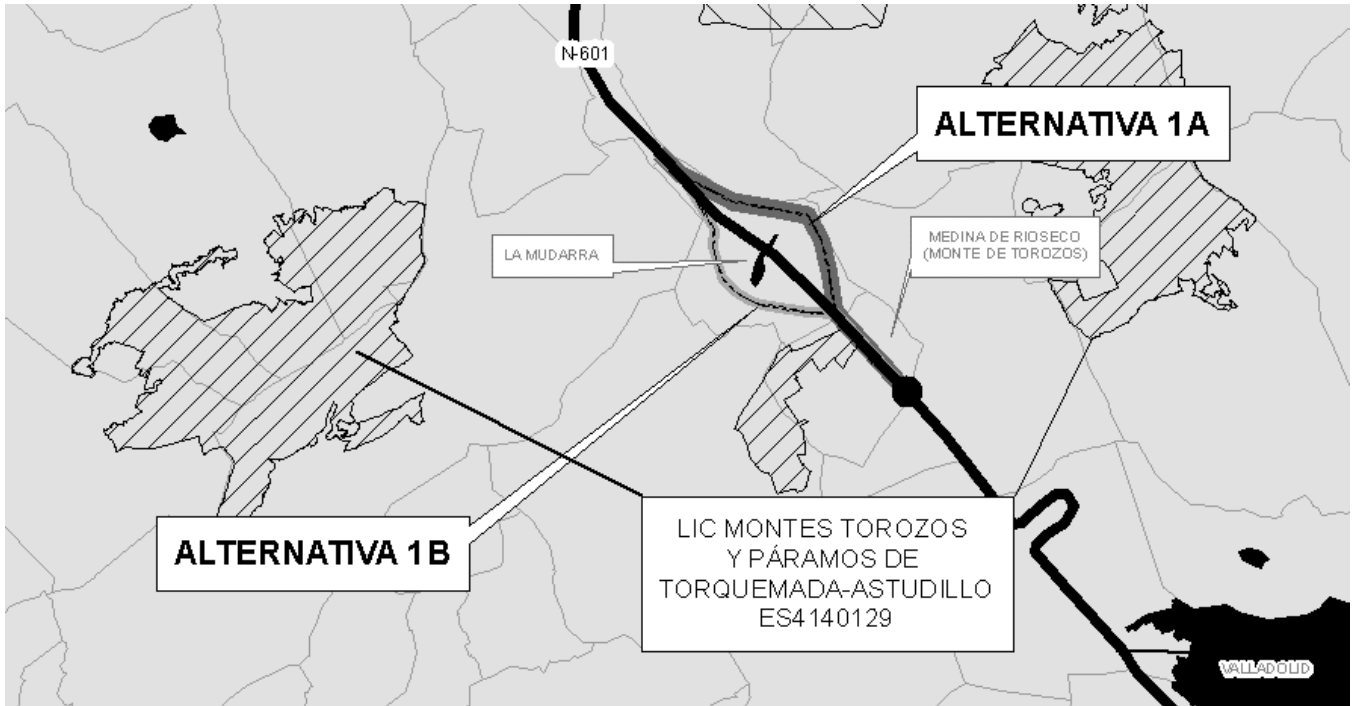 N-601
ALTERNATIVA 1A
MEDINA DE RIOSECO
(MONTE DE TOROZOS)
LA MUDARRA
ALTERNATIVA 1B
LIC MONTES TOROZOS
Y PÁRAMOS DE
TORQUEMADA-ASTUDILLO
ES4140129
VALLADOLID